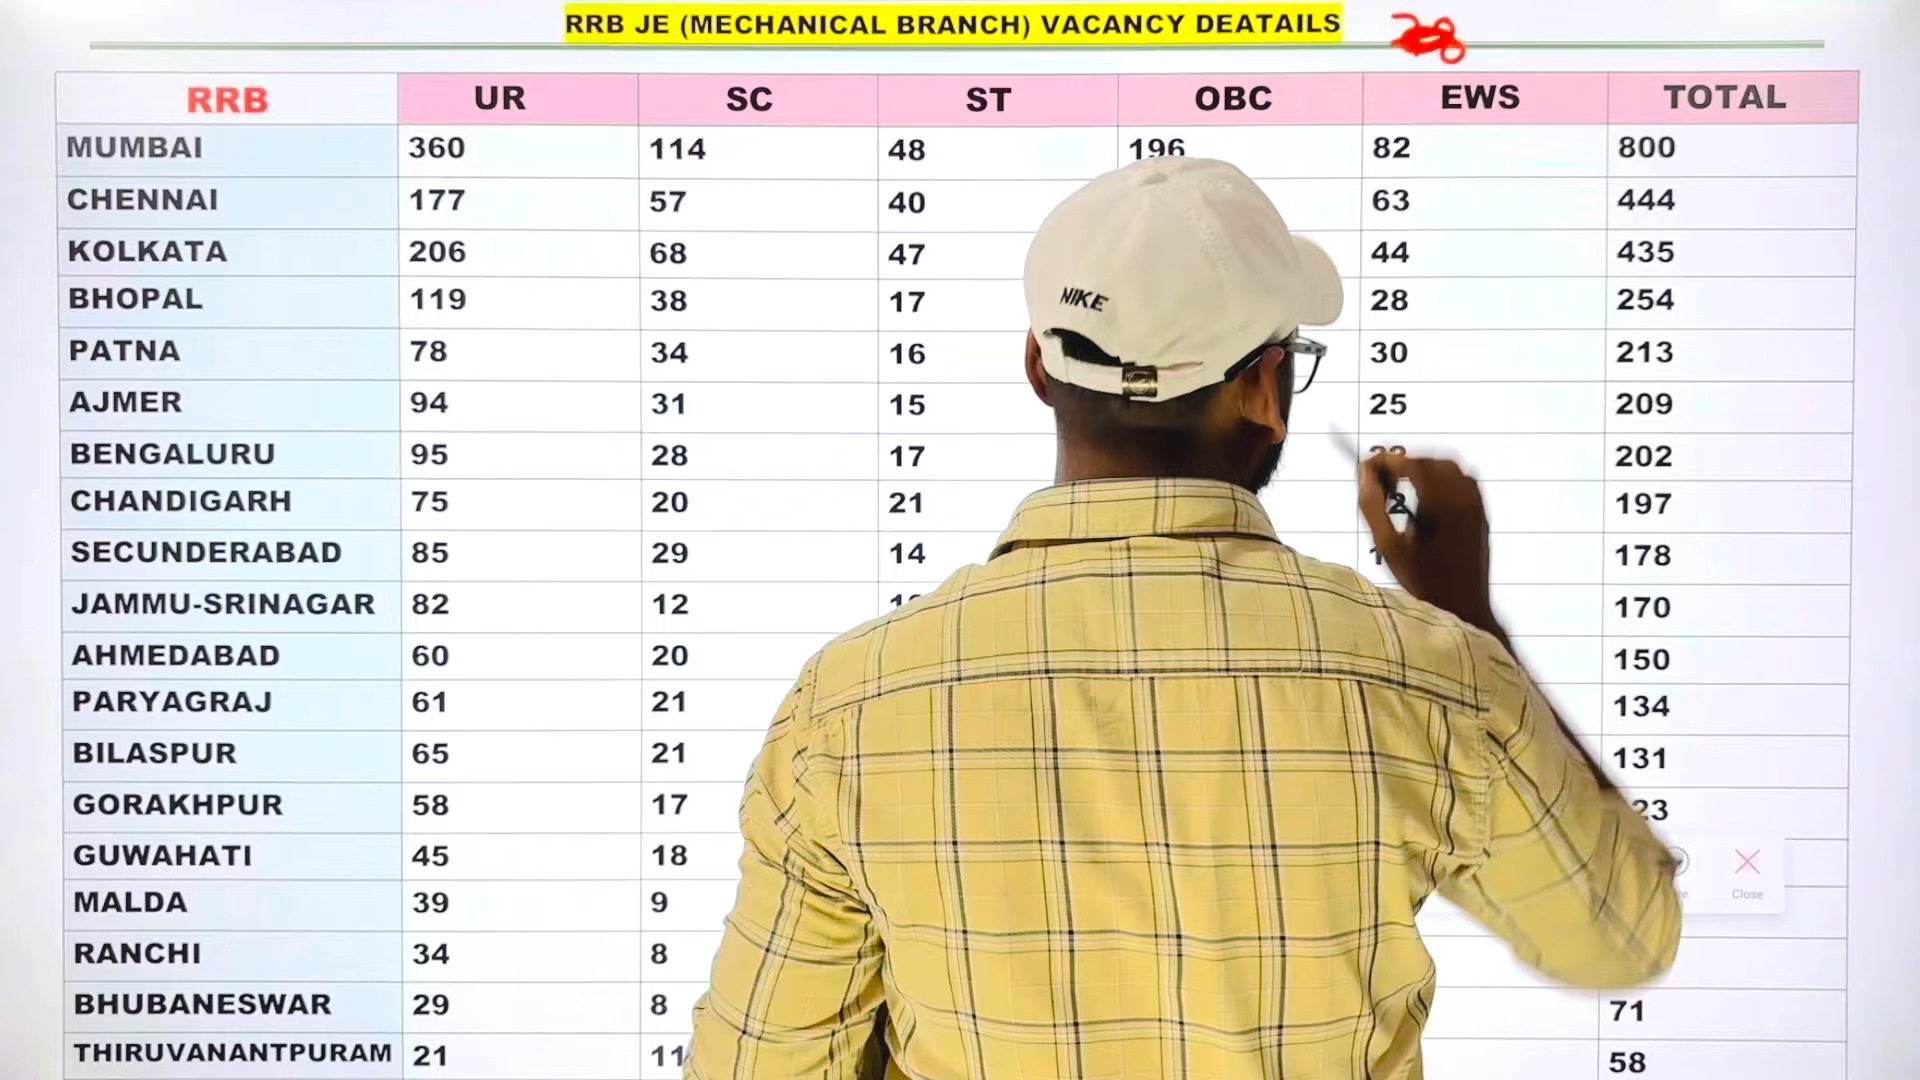 RRB JE (MECHANICAL BRANCH) VACANCY DEATAILS
RRB UR SC ST OBC EWS TOTAL
MUMBAI 360 114 48 196 82 800
CHENNAI 177 57 40 63 444
KOLKATA 206 68 47 44 435
BHOPAL 119 38 17 28 254
PATNA 78 34 16 30 213
AJMER 94 31 15 25 209
BENGALURU 95 28 17 202
CHANDIGARH 75 20 21 197
SECUNDERABAD 85 29 14 178
JAMMU-SRINAGAR 82 12 170
AHMEDABAD 60 20 150
PARYAGRAJ 61 21 134
BILASPUR 65 21 131
GORAKHPUR 58 17
GUWAHATI 45 18
MALDA 39 9
RANCHI 34 8
BHUBANESWAR 29 8 71
THIRUVANANTPURAM 21 11 58
NIKE
Close